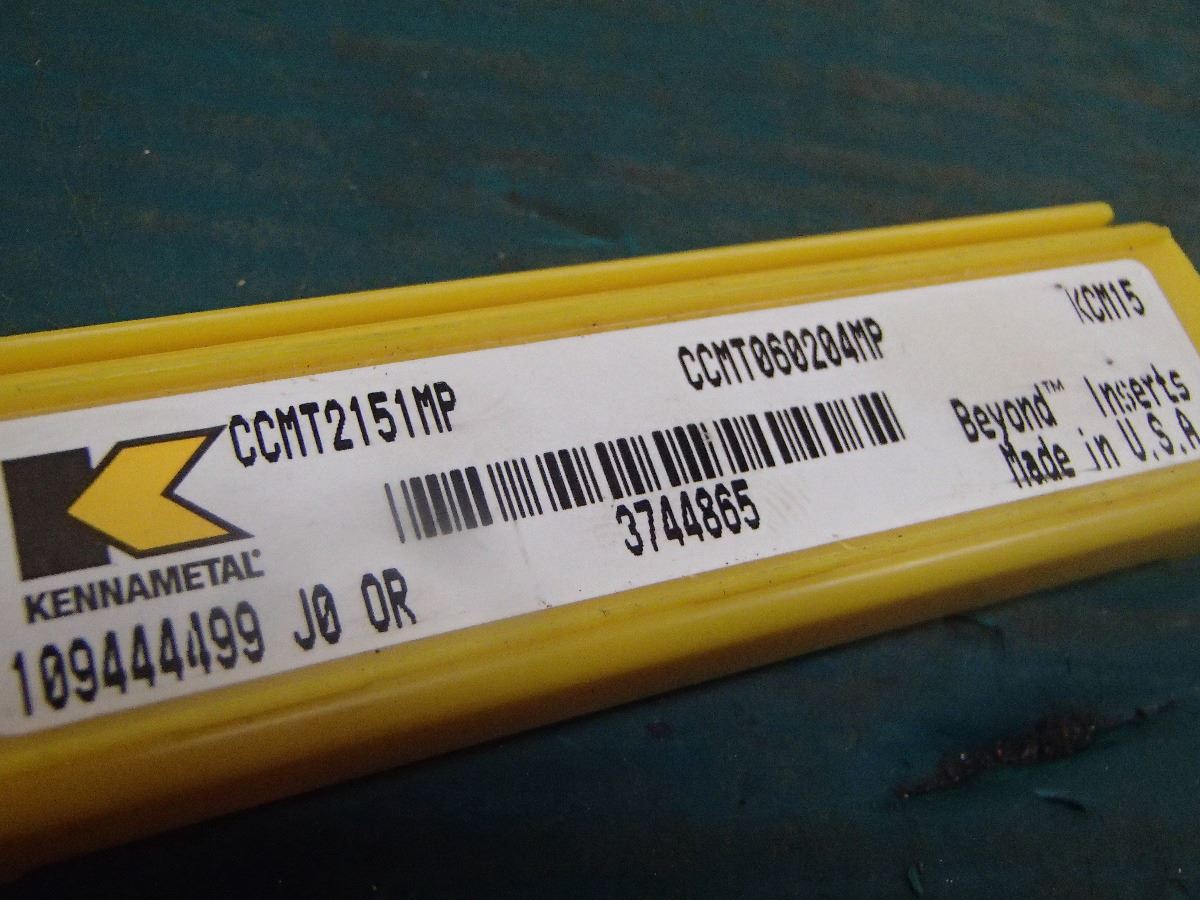 CCMT2151MP
CCMT060204MP
KCM15
KENNAMETAL
3744865
Beyond™ Inserts
Made in U.S.A
109444499 J0 OR